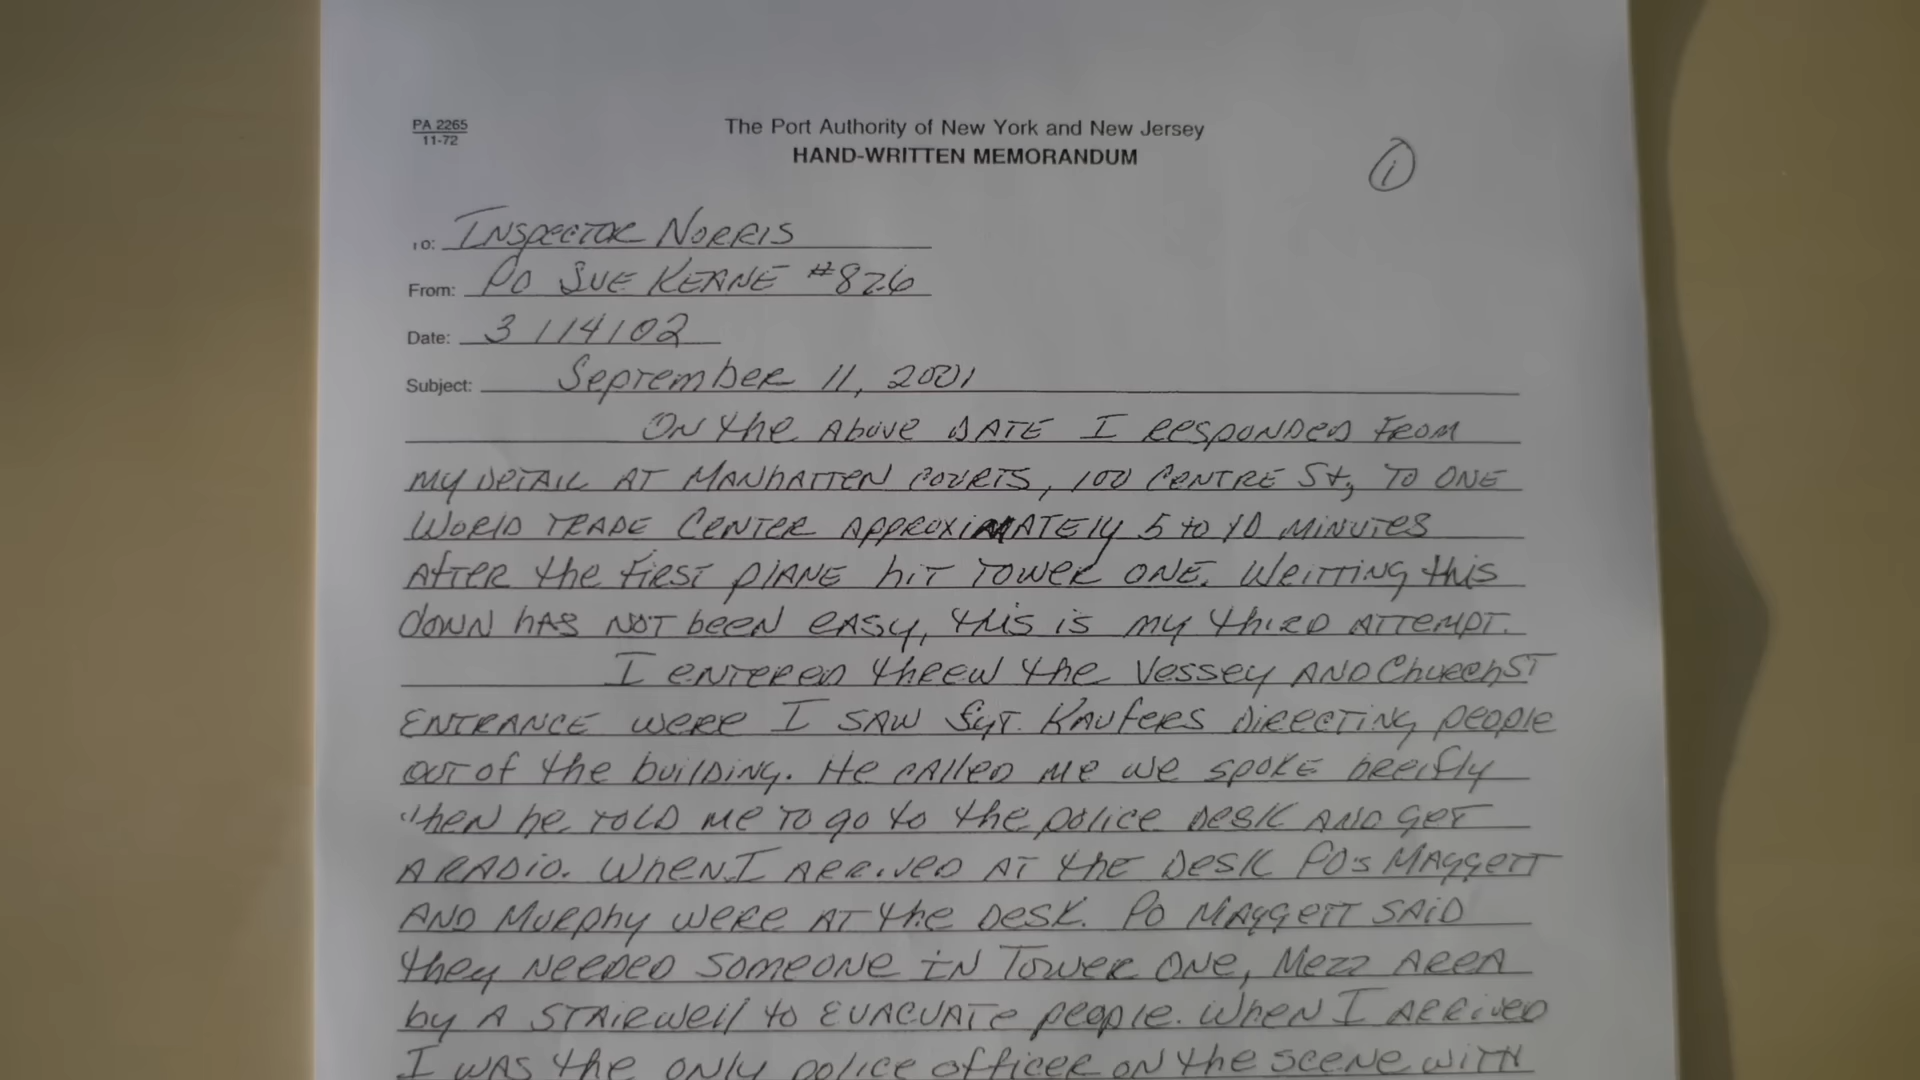 PA 2265
11-72
The Port Authority of New York and New Jersey
HAND-WRITTEN MEMORANDUM
1
To: Inspector Norris
From: PO Sue Keane #826
Date: 3/14/02
Subject: September 11, 2001
On the above date I responded from
my detail at Manhatten Courts, 100 Centre St, to One
World Trade Center approximately 5 to 10 minutes
after the first plane hit Tower One. Writting this
down has not been easy, this is my third attempt.
I entered threw the Vessey and Church ST
entrance were I saw Sgt. Kaufers directing people
out of the building. He called me we spoke breifly
then he told me to go to the police desk and get
a radio. When I arrived at the desk POs Maggett
and Murphy were at the desk. PO Maggett said
they needed someone in Tower One, Mezz area
by a stairwell to evacuate people. When I arrived
I was the only police officer on the scene with